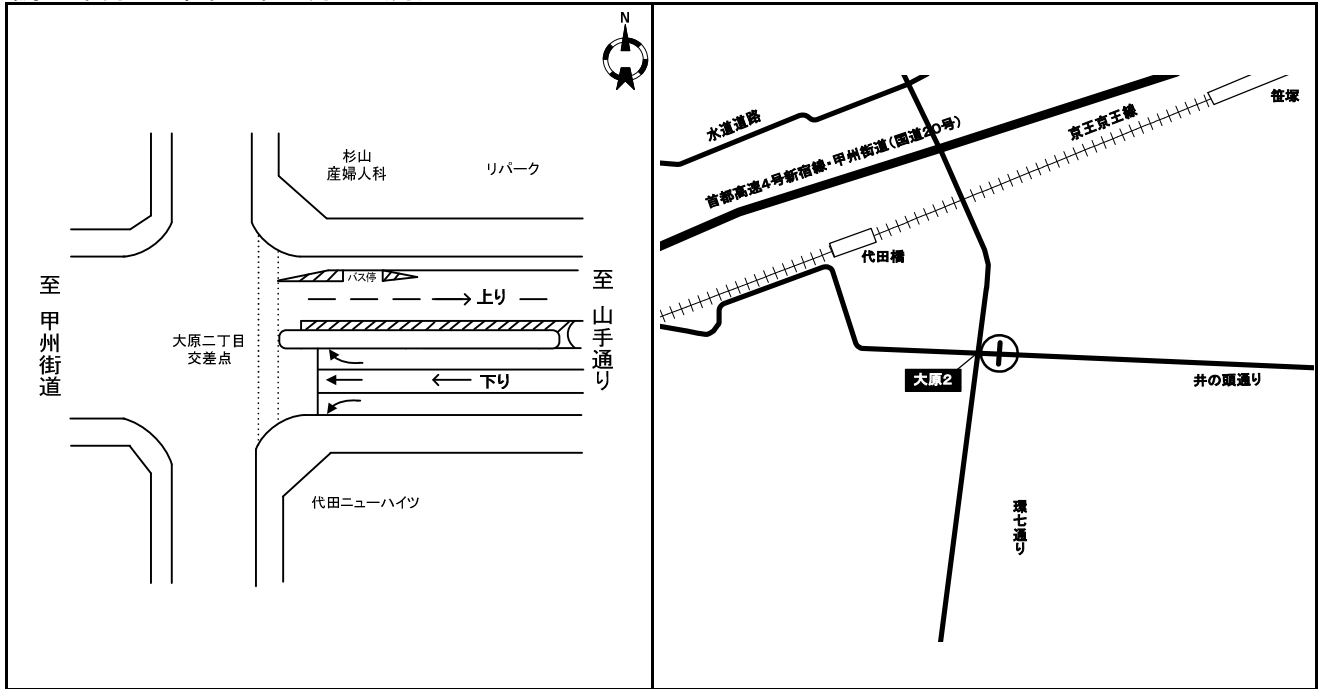 N
杉山
産婦人科
リパーク
至 甲州街道
バス停
上り
至 山手通り
大原二丁目
交差点
下り
代田ニューハイツ
水道道路
首都高速4号新宿線・甲州街道(国道20号)
京王京王線
笹塚
代田橋
大原2
井の頭通り
環七通り